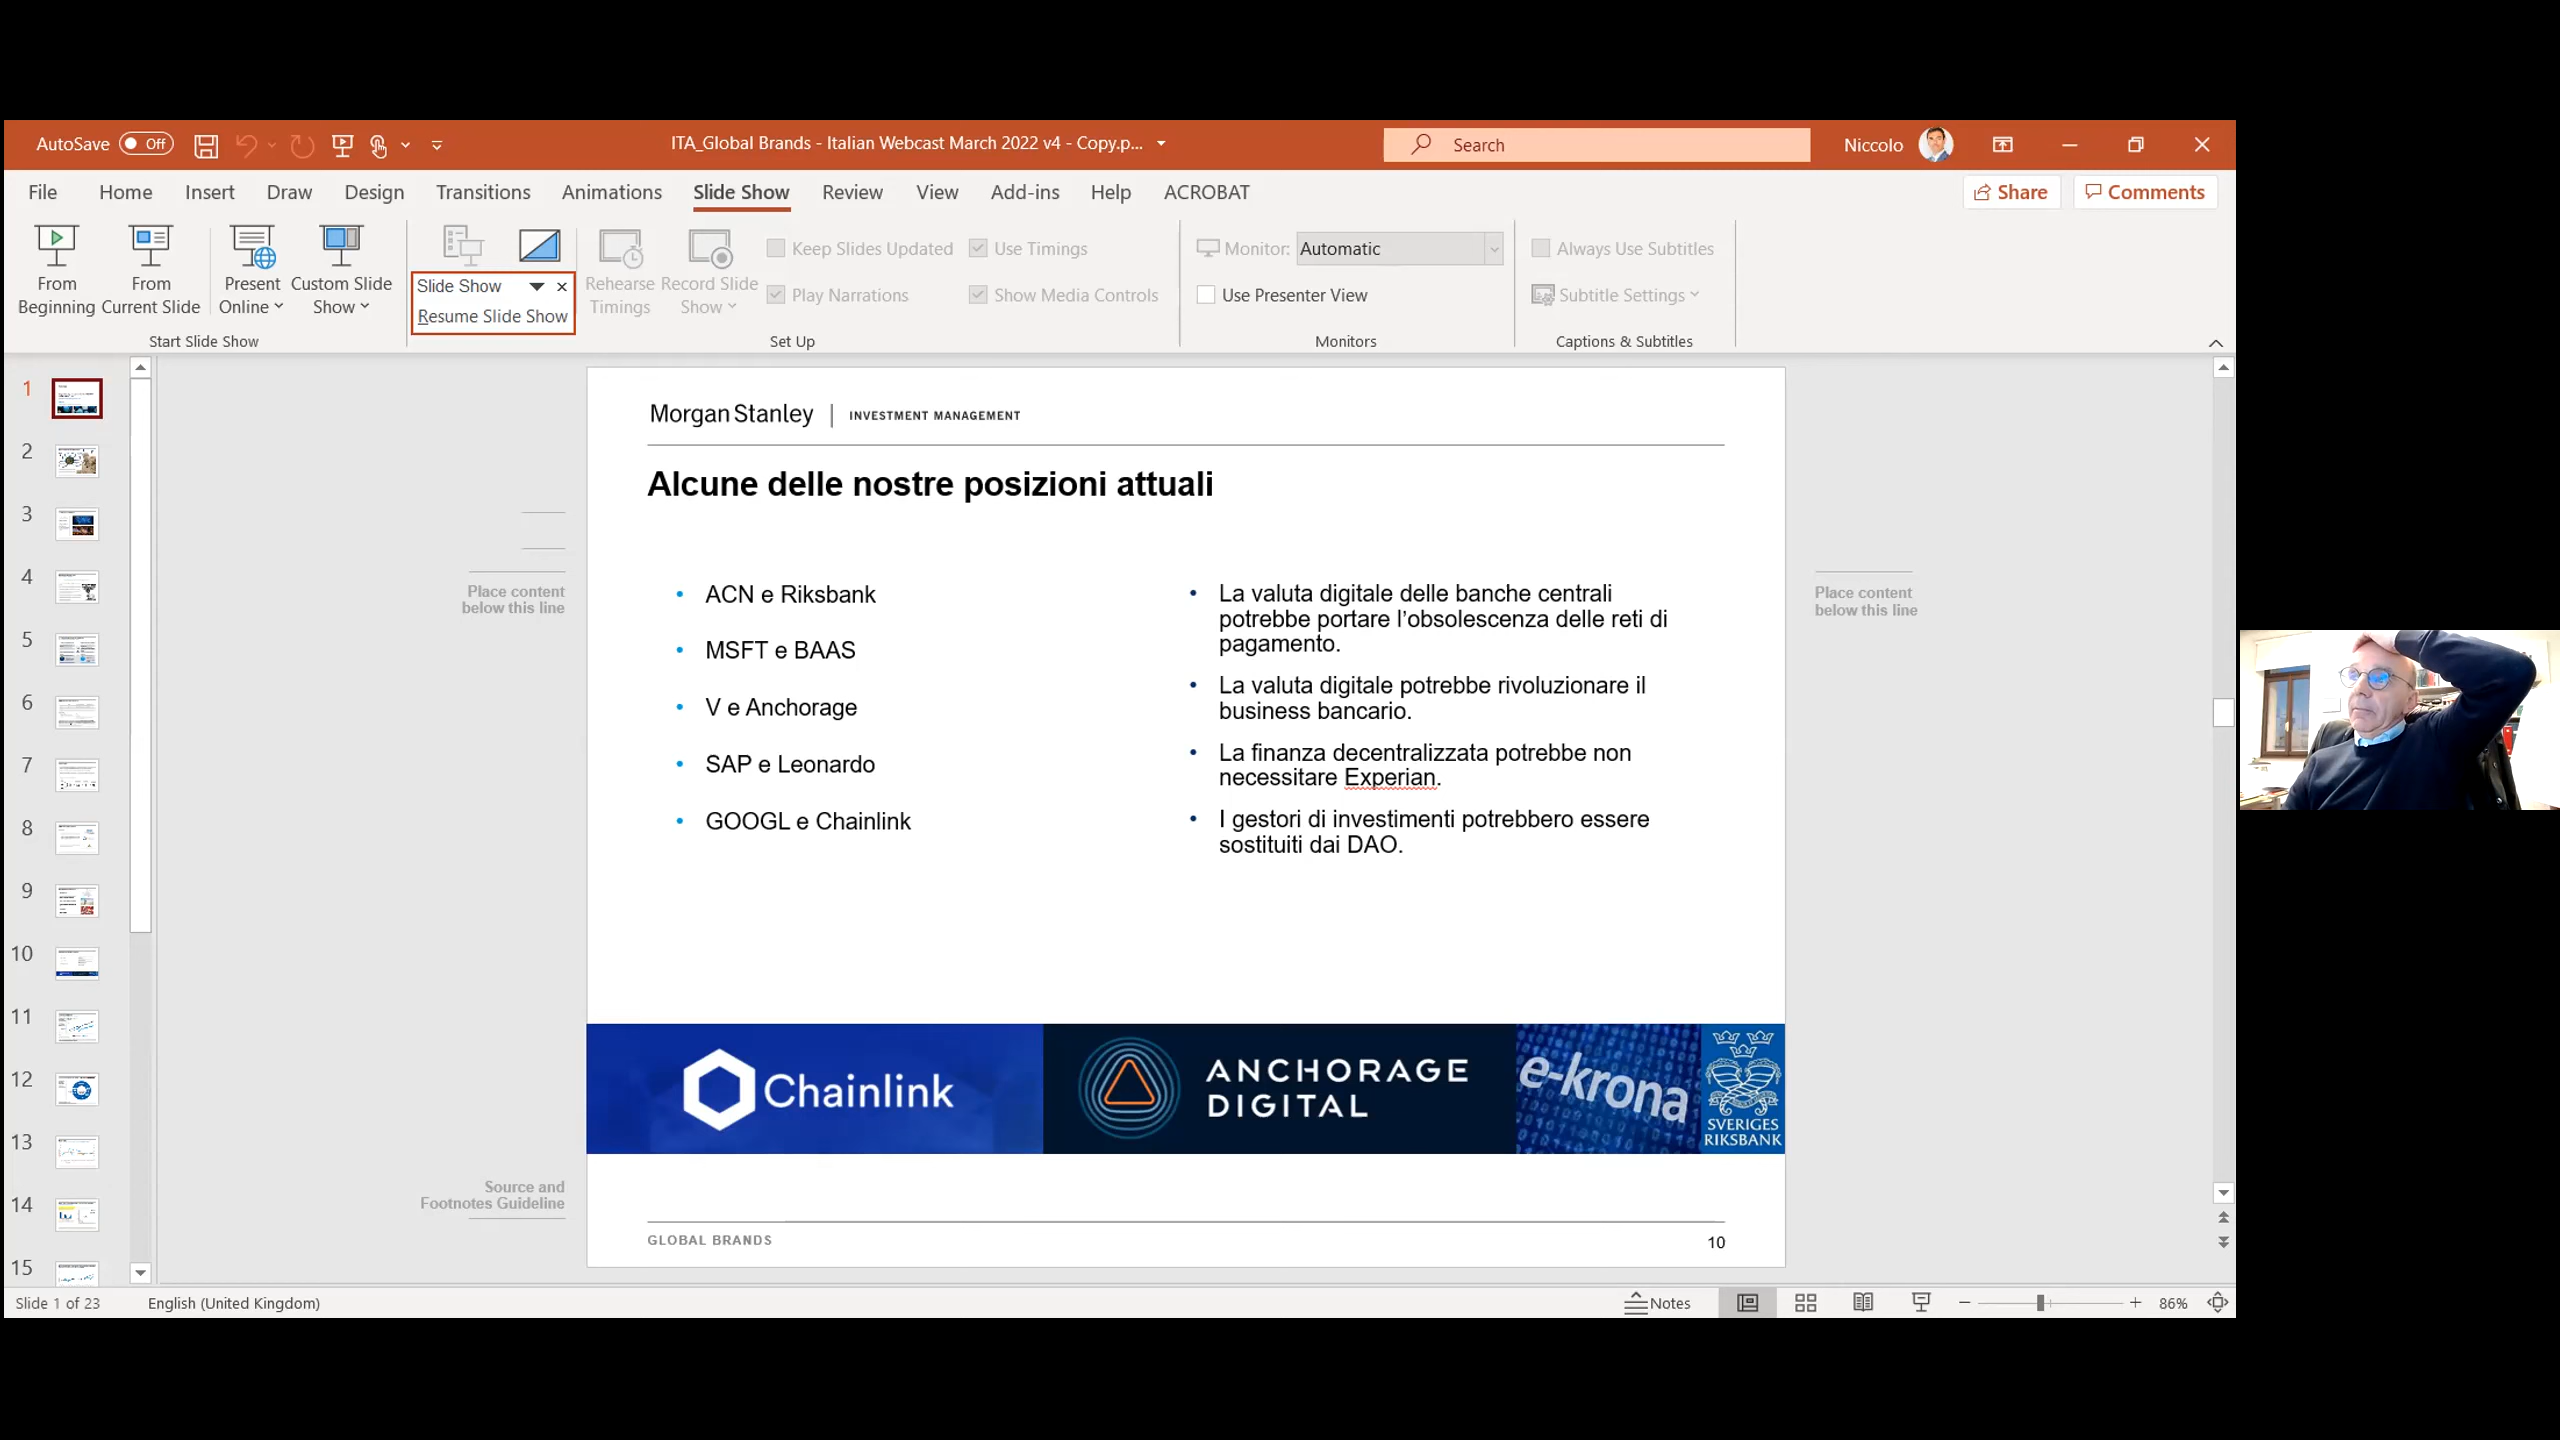 AutoSave Off
ITA_Global Brands - Italian Webcast March 2022 v4 - Copy.p...
Search
Niccolo
File Home Insert Draw Design Transitions Animations Slide Show Review View Add-ins Help ACROBAT
Share Comments
From Beginning
From Current Slide
Present Online
Custom Slide Show
Start Slide Show
Slide Show
Resume Slide Show
Rehearse Timings
Record Slide Show
Keep Slides Updated
Play Narrations
Use Timings
Show Media Controls
Set Up
Monitor: Automatic
Use Presenter View
Monitors
Always Use Subtitles
Subtitle Settings
Captions & Subtitles
1
2
3
4
5
6
7
8
9
10
11
12
13
14
15
Place content
below this line
Source and
Footnotes Guideline
Morgan Stanley | INVESTMENT MANAGEMENT
Alcune delle nostre posizioni attuali
• ACN e Riksbank
• MSFT e BAAS
• V e Anchorage
• SAP e Leonardo
• GOOGL e Chainlink
• La valuta digitale delle banche centrali
potrebbe portare l’obsolescenza delle reti di
pagamento.
• La valuta digitale potrebbe rivoluzionare il
business bancario.
• La finanza decentralizzata potrebbe non
necessitare Experian.
• I gestori di investimenti potrebbero essere
sostituiti dai DAO.
Chainlink
ANCHORAGE
DIGITAL
e-krona
SVERIGES
RIKSBANK
GLOBAL BRANDS
10
Place content
below this line
Slide 1 of 23
English (United Kingdom)
Notes
86%